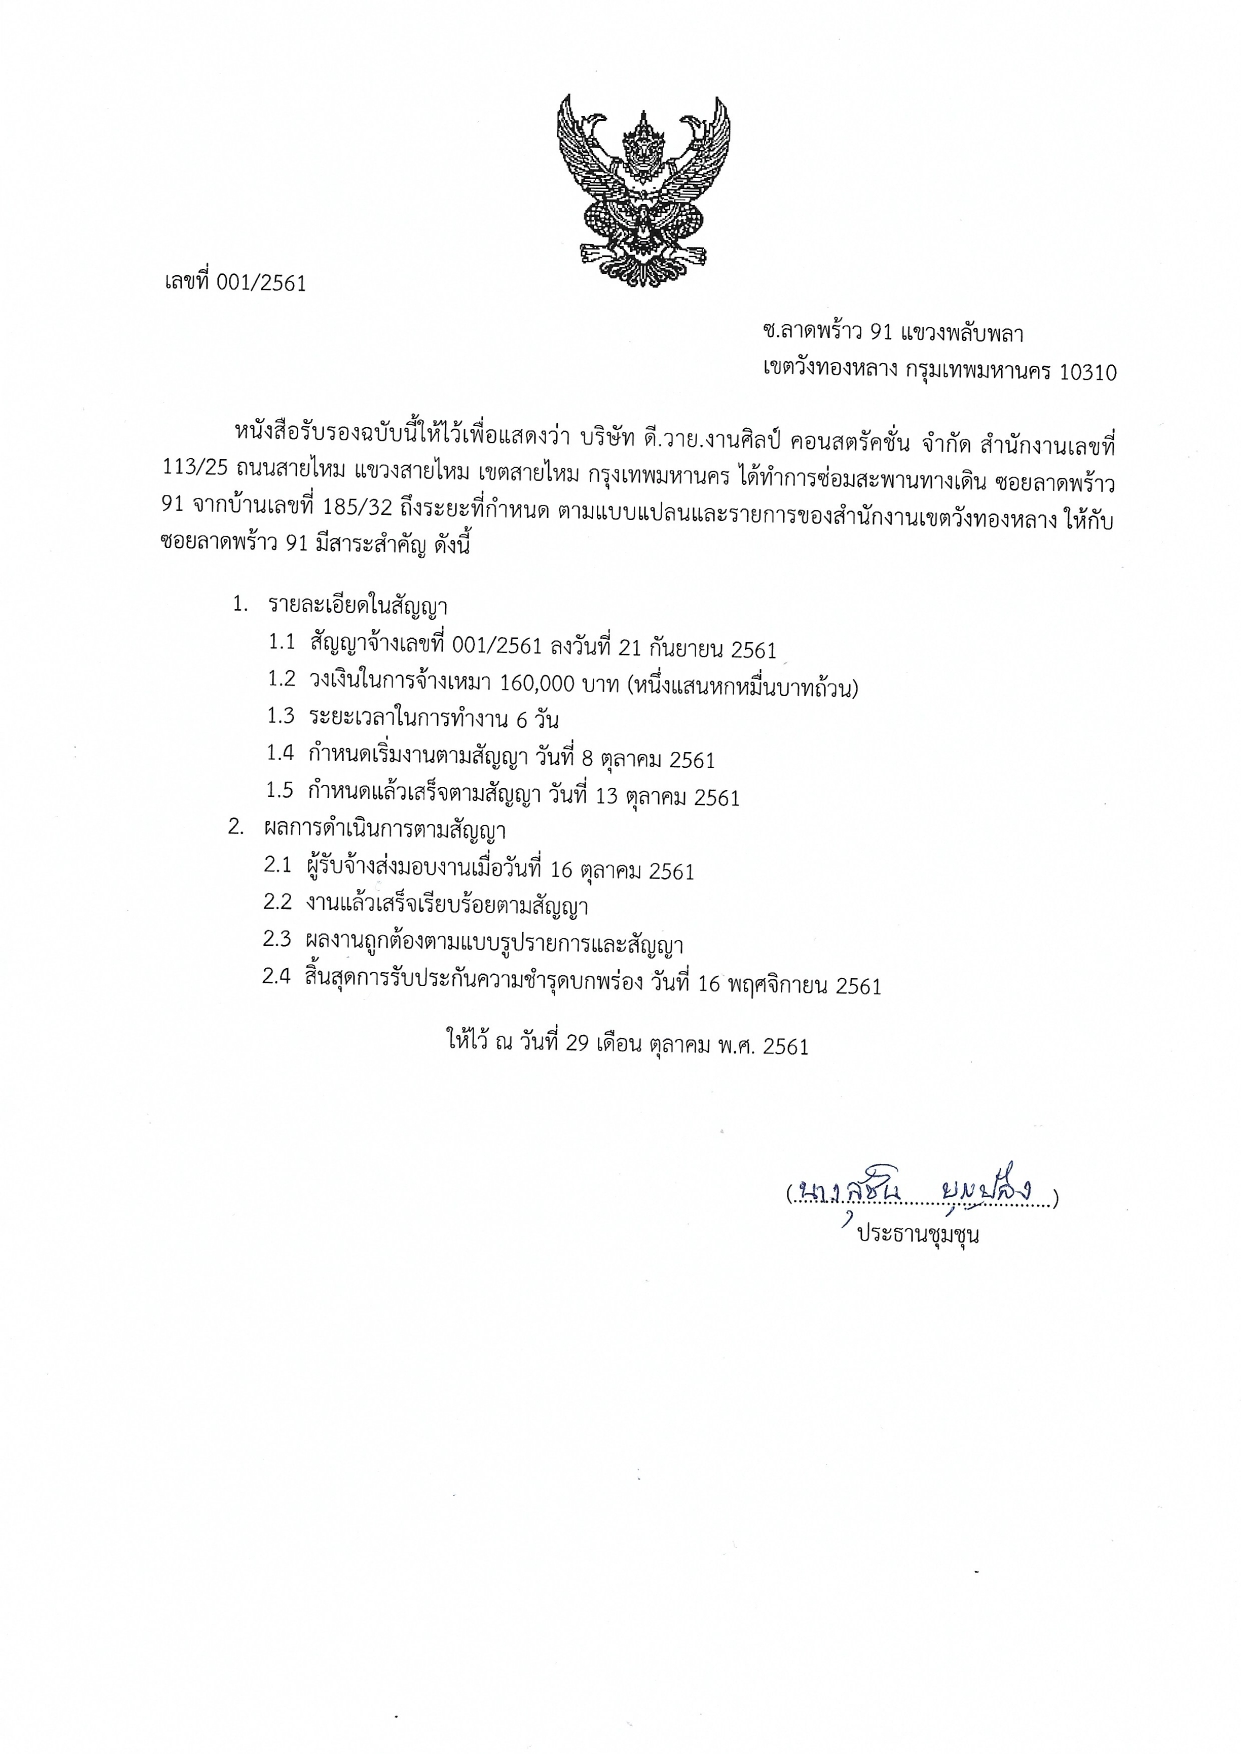 เลขที่ 001/2561
ซ.ลาดพร้าว 91 แขวงพลับพลา
เขตวังทองหลาง กรุมเทพมหานคร 10310
หนังสือรับรองฉบับนี้ให้ไว้เพื่อแสดงว่า บริษัท ดี.วาย.งานศิลป์ คอนสตรัคชั่น จำกัด สำนักงานเลขที่
113/25 ถนนสายไหม แขวงสายไหม เขตสายไหม กรุงเทพมหานคร ได้ทำการซ่อมสะพานทางเดิน ซอยลาดพร้าว
91 จากบ้านเลขที่ 185/32 ถึงระยะที่กำหนด ตามแบบแปลนและรายการของสำนักงานเขตวังทองหลาง ให้กับ
ซอยลาดพร้าว 91 มีสาระสำคัญ ดังนี้
1. รายละเอียดในสัญญา
1.1 สัญญาจ้างเลขที่ 001/2561 ลงวันที่ 21 กันยายน 2561
1.2 วงเงินในการจ้างเหมา 160,000 บาท (หนึ่งแสนหกหมื่นบาทถ้วน)
1.3 ระยะเวลาในการทำงาน 6 วัน
1.4 กำหนดเริ่มงานตามสัญญา วันที่ 8 ตุลาคม 2561
1.5 กำหนดแล้วเสร็จตามสัญญา วันที่ 13 ตุลาคม 2561
2. ผลการดำเนินการตามสัญญา
2.1 ผู้รับจ้างส่งมอบงานเมื่อวันที่ 16 ตุลาคม 2561
2.2 งานแล้วเสร็จเรียบร้อยตามสัญญา
2.3 ผลงานถูกต้องตามแบบรูปรายการและสัญญา
2.4 สิ้นสุดการรับประกันความชำรุดบกพร่อง วันที่ 16 พฤศจิกายน 2561
ให้ไว้ ณ วันที่ 29 เดือน ตุลาคม พ.ศ. 2561
(นาง)
ประธานชุมชุน